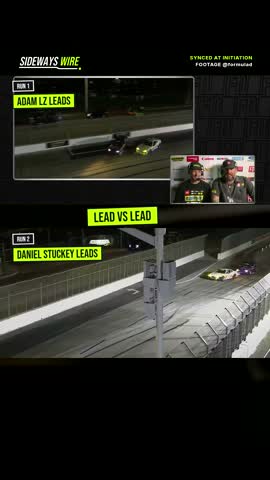 SIDEWAYS WIRE
SYNCED AT INITIATION
FOOTAGE @formulad
RUN 1
ADAM LZ LEADS
LEAD VS LEAD
RUN 2
DANIEL STUCKEY LEADS